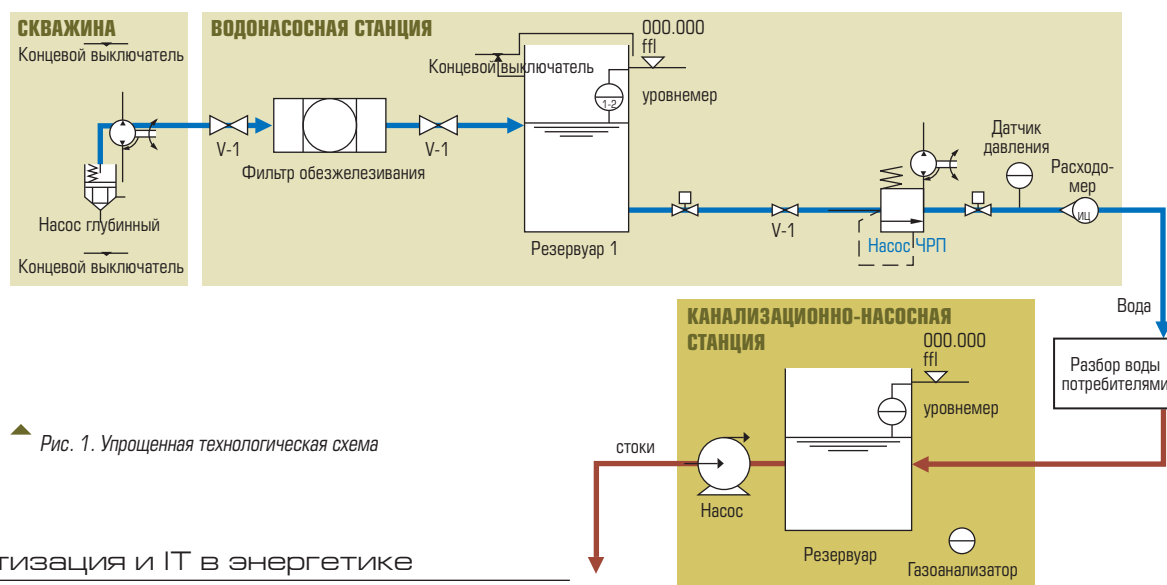 СКВАЖИНА
Концевой выключатель
Насос глубинный
Концевой выключатель
ВОДОНАСОСНАЯ СТАНЦИЯ
V-1
Фильтр обезжелезивания
V-1
Концевой выключатель
000.000
ffl
1-2
уровнемер
Резервуар 1
V-1
Насос ЧРП
Датчик
давления
Расходо-
мер
ИЦ
Вода
Разбор воды
потребителями
КАНАЛИЗАЦИОННО-НАСОСНАЯ
СТАНЦИЯ
000.000
ffl
уровнемер
стоки
Насос
Резервуар
Газоанализатор
Рис. 1. Упрощенная технологическая схема
тизация и IT в энергетике